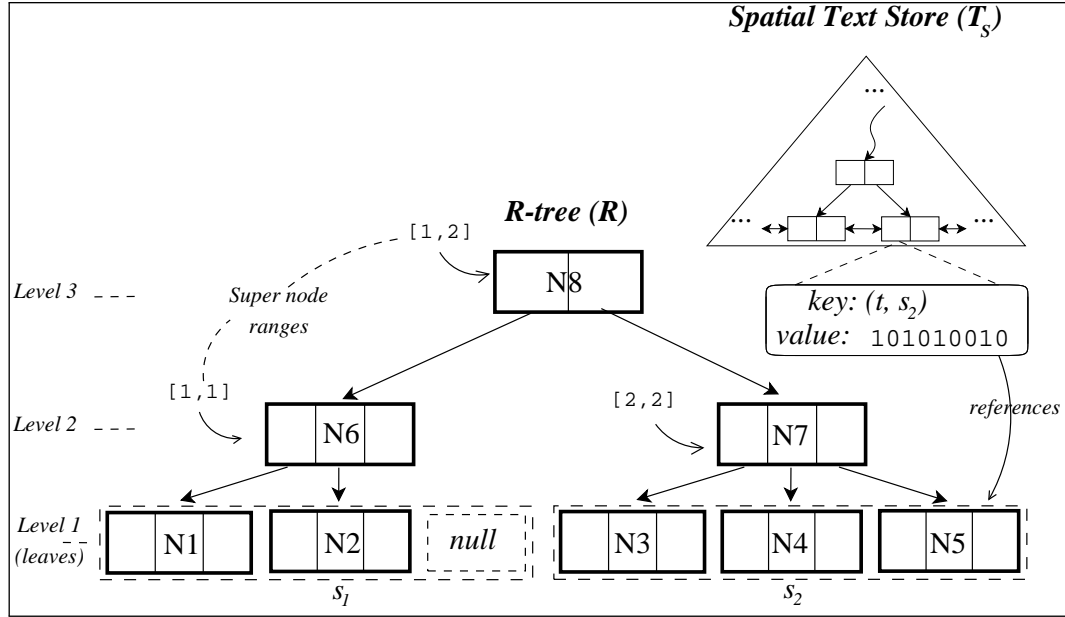 Spatial Text Store (T_S)
...
R-tree (R)
... ...
[1,2]
Level 3
Super node
ranges
N8
key: (t, s_2)
value: 101010010
[1,1]
[2,2]
references
Level 2
N6
N7
Level 1
(leaves)
N1
N2
null
N3
N4
N5
s_1
s_2